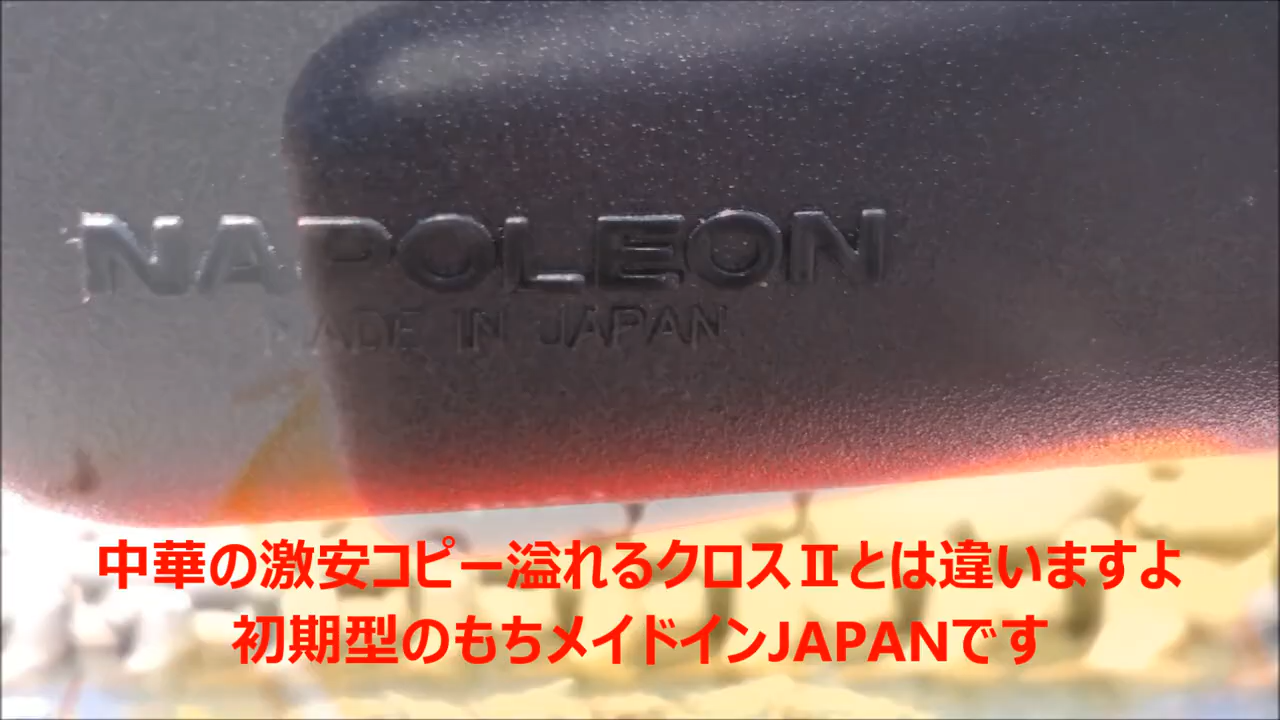 NAPOLEON
MADE IN JAPAN
中華の激安コピー溢れるクロスⅡとは違いますよ
初期型のもちメイドインJAPANです